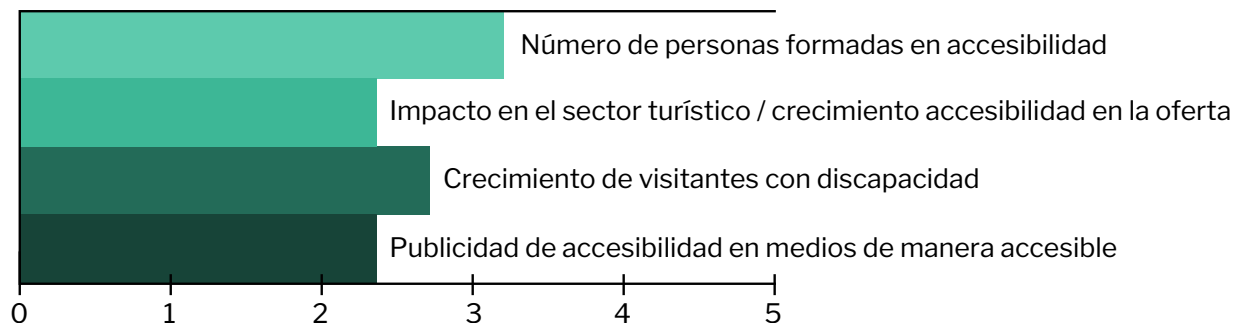 Número de personas formadas en accesibilidad
Impacto en el sector turístico / crecimiento accesibilidad en la oferta
Crecimiento de visitantes con discapacidad
Publicidad de accesibilidad en medios de manera accesible
0 1 2 3 4 5